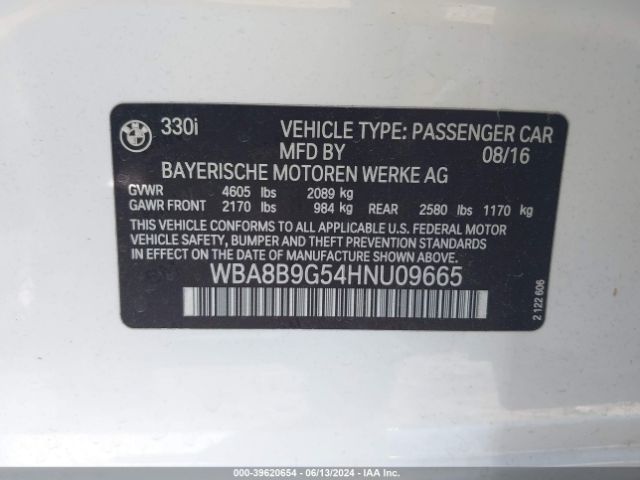 BMW
330i VEHICLE TYPE: PASSENGER CAR
MFD BY 08/16
BAYERISCHE MOTOREN WERKE AG
GVWR 4605 lbs 2089 kg
GAWR FRONT 2170 lbs 984 kg REAR 2580 lbs 1170 kg
THIS VEHICLE CONFORMS TO ALL APPLICABLE U.S. FEDERAL MOTOR
VEHICLE SAFETY, BUMPER AND THEFT PREVENTION STANDARDS
IN EFFECT ON THE DATE OF MANUFACTURE SHOWN ABOVE.
WBA8B9G54HNU09665
2 122 606
000-39620654 - 06/13/2024 - IAAI.COM